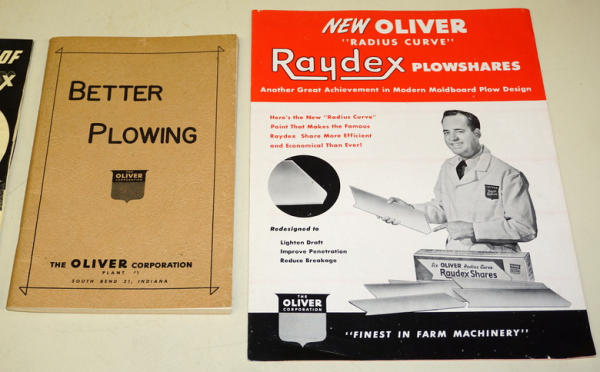 OF
X
BETTER
PLOWING
THE
OLIVER
CORPORATION
THE OLIVER CORPORATION
PLANT #1
SOUTH BEND 21, INDIANA
NEW OLIVER
"RADIUS CURVE"
Raydex PLOWSHARES
Another Great Achievement in Modern Moldboard Plow Design
Here's the New "Radius Curve"
Point That Makes the Famous
Raydex Share More Efficient
and Economical Than Ever!
Redesigned to
Lighten Draft
Improve Penetration
Reduce Breakage
OLIVER Radius Curve
Raydex Shares
THE
OLIVER
CORPORATION
"FINEST IN FARM MACHINERY"